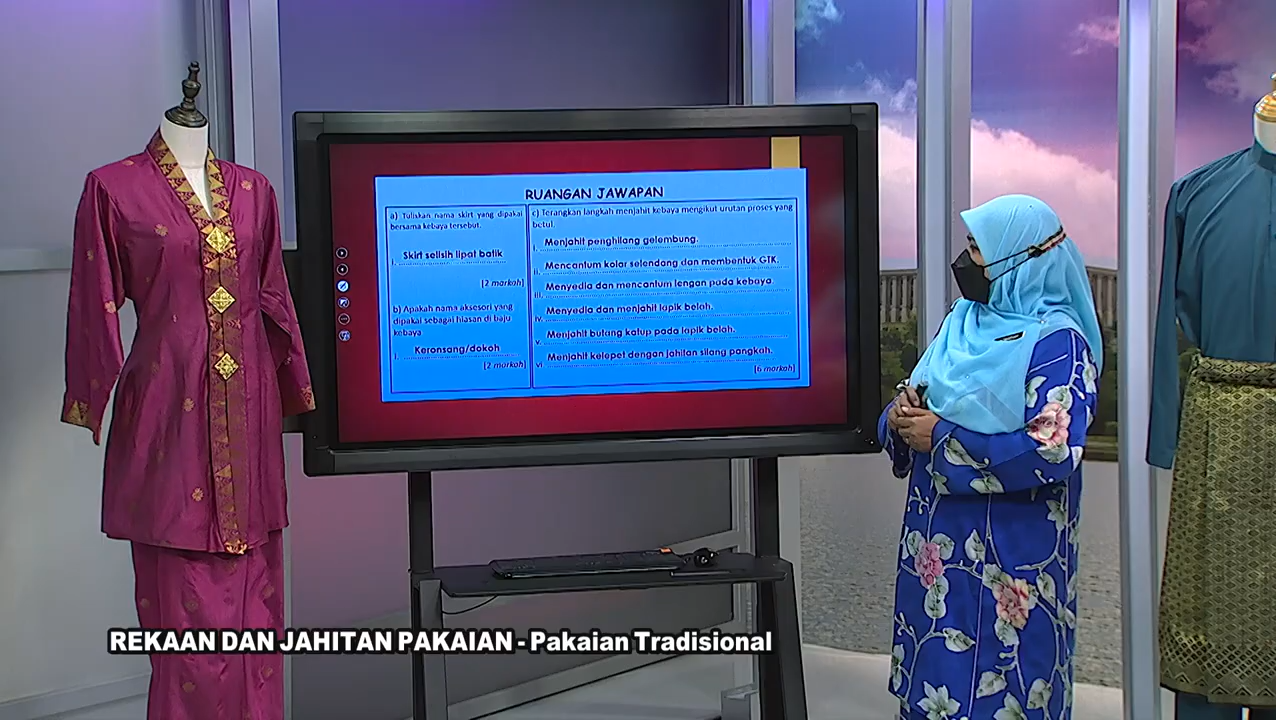 RUANGAN JAWAPAN
a) Tuliskan nama skirt yang dipakai
bersama kebaya tersebut.
i. Skirt selisih lipat batik
[2 markah]
b) Apakah nama aksesori yang
dipakai sebagai hiasan di baju
kebaya
i. Keronsang/dokoh
[2 markah]
c) Terangkan langkah menjahit kebaya mengikut urutan proses yang
betul.
i. Menjahit penghilang gelembung.
ii. Mencantum kolar selendang dan membentuk GTK.
iii. Menyedia dan mencantum lengan pada kebaya.
iv. Menyedia dan menjahit lapik belah.
v. Menjahit butang katup pada lapik belah.
vi. Menjahit kelepet dengan jahitan silang pangkah.
[6 markah]
REKAAN DAN JAHITAN PAKAIAN - Pakaian Tradisional